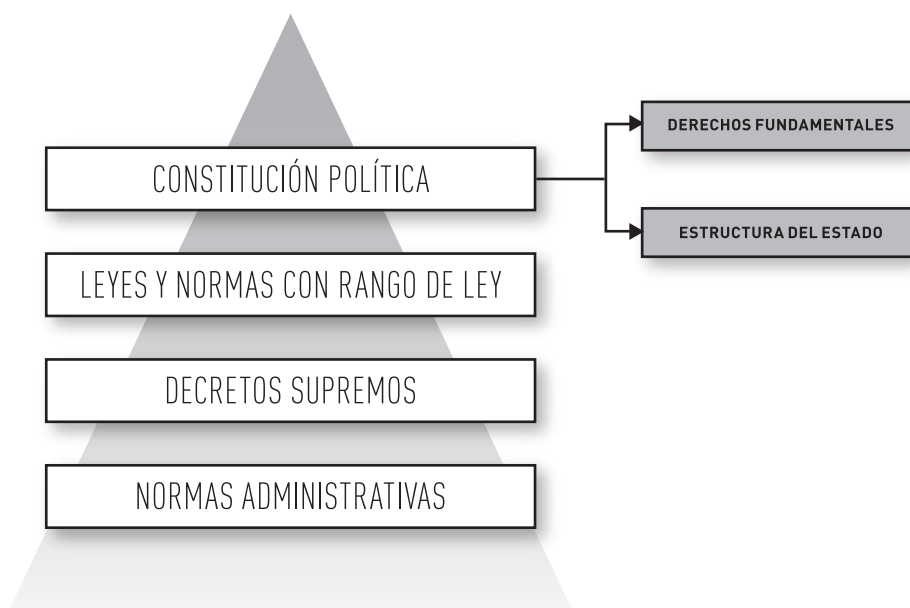 CONSTITUCIÓN POLÍTICA
DERECHOS FUNDAMENTALES
ESTRUCTURA DEL ESTADO
LEYES Y NORMAS CON RANGO DE LEY
DECRETOS SUPREMOS
NORMAS ADMINISTRATIVAS